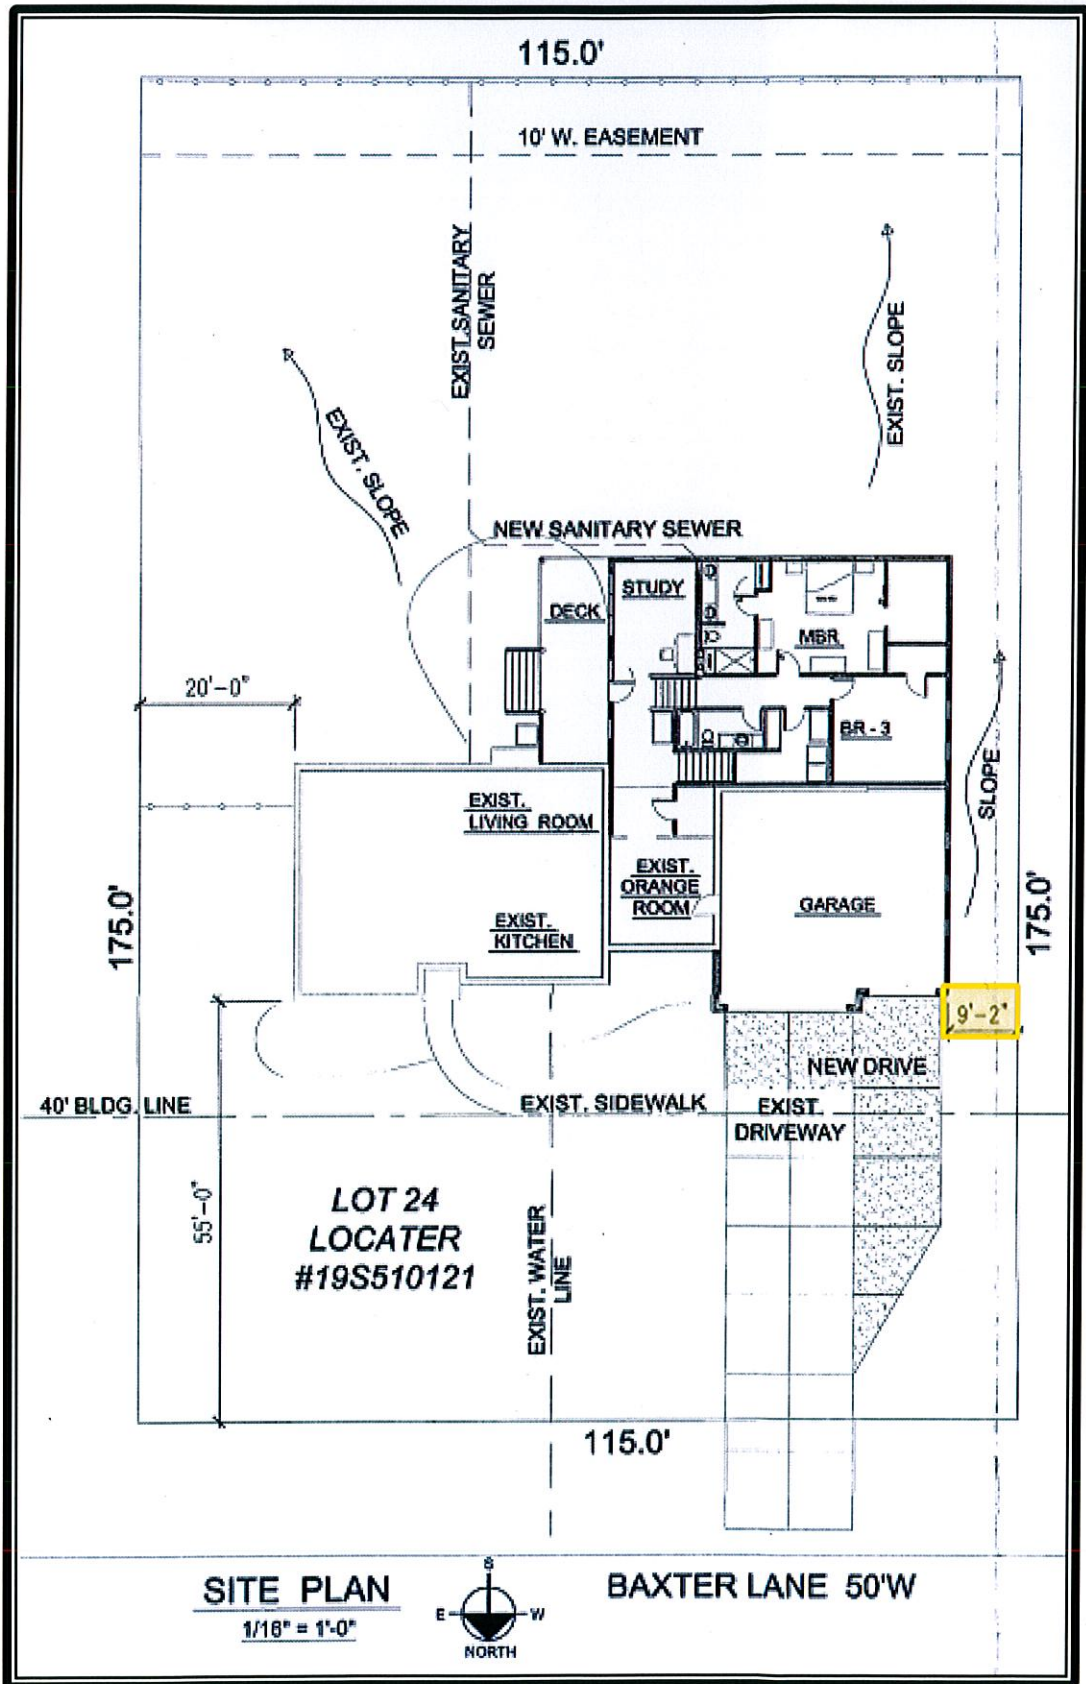 115.0'
10' W. EASEMENT
EXIST.SANITARY
SEWER
EXIST. SLOPE
EXIST. SLOPE
NEW SANITARY SEWER
STUDY
DECK
MBR
20'-0"
BR - 3
SLOPE
EXIST.
LIVING ROOM
EXIST.
ORANGE
ROOM
GARAGE
175.0'
175.0'
EXIST.
KITCHEN
9'-2"
NEW DRIVE
40' BLDG. LINE
EXIST. SIDEWALK
EXIST.
DRIVEWAY
55'-0"
LOT 24
LOCATER
#19S510121
EXIST. WATER
LINE
115.0'
SITE PLAN
1/16" = 1'-0"
S
E
W
NORTH
BAXTER LANE 50'W